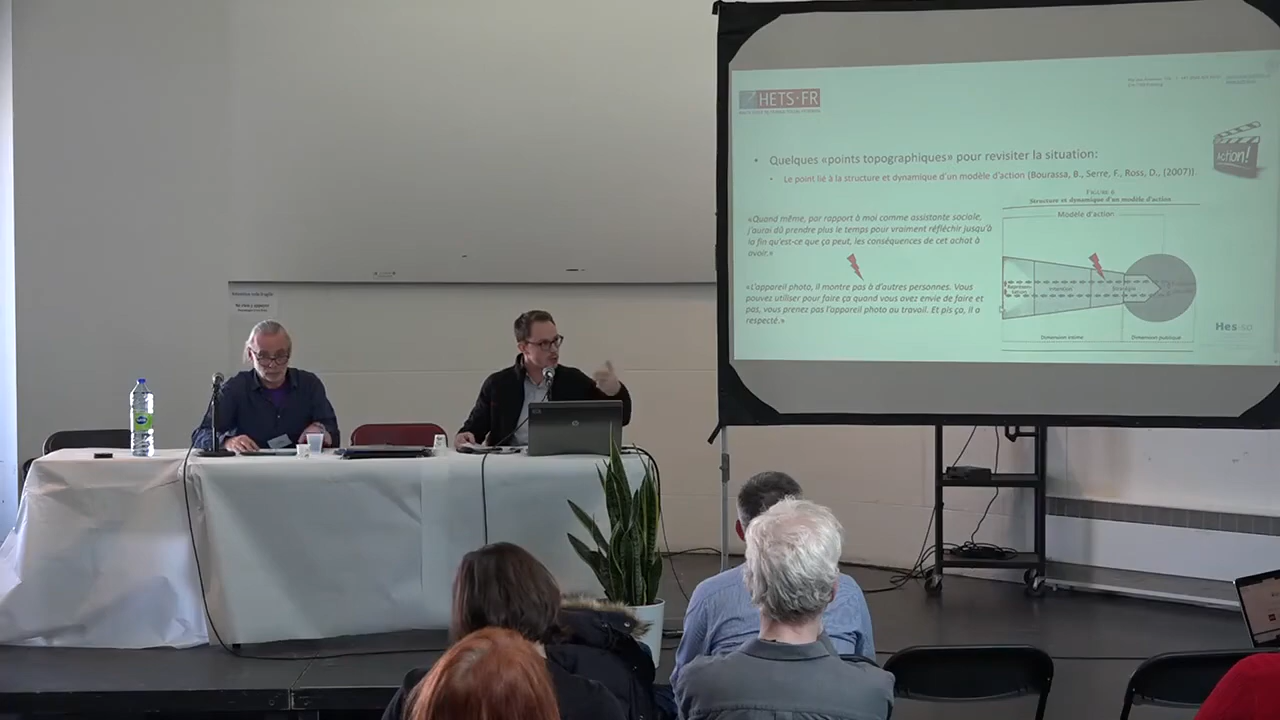 HETS·FR
Action!
• Quelques «points topographiques» pour revisiter la situation:
• Le point lié à la structure et dynamique d'un modèle d'action (Bourassa, B., Serre, F., Ross, D., (2007))
FIGURE 6
Structure et dynamique d'un modèle d'action
Modèle d'action
«Quand même, par rapport à moi comme assistante sociale,
j'aurai dû prendre plus le temps pour vraiment réfléchir jusqu'à
la fin qu'est-ce que ça peut, les conséquences de cet achat à
avoir.»
«L'appareil photo, il montre pas à d'autres personnes. Vous
pouvez utiliser pour faire ça quand vous avez envie de faire et
pas, vous prenez pas l'appareil photo au travail. Et pis ça, il a
respecté.»
Intention
Stratégie
Dimension intime
Dimension publique
Hes·so
hp